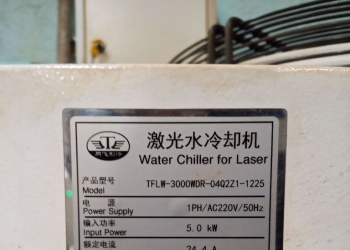 激光水冷却机
Water Chiller for Laser
产品型号
Model
TFLW-3000WDR-04Q2Z1-1225
电 源
Power Supply
1PH/AC220V/50Hz
输入功率
Input Power
5.0 kW
额定电流
24.4 A